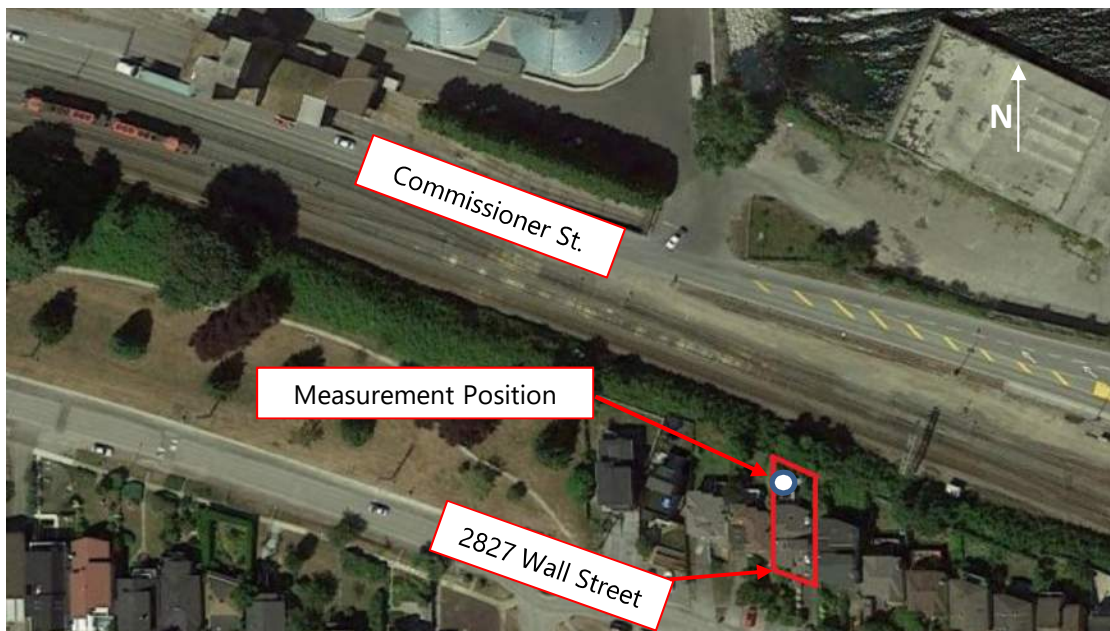 N
Commissioner St.
Measurement Position
2827 Wall Street